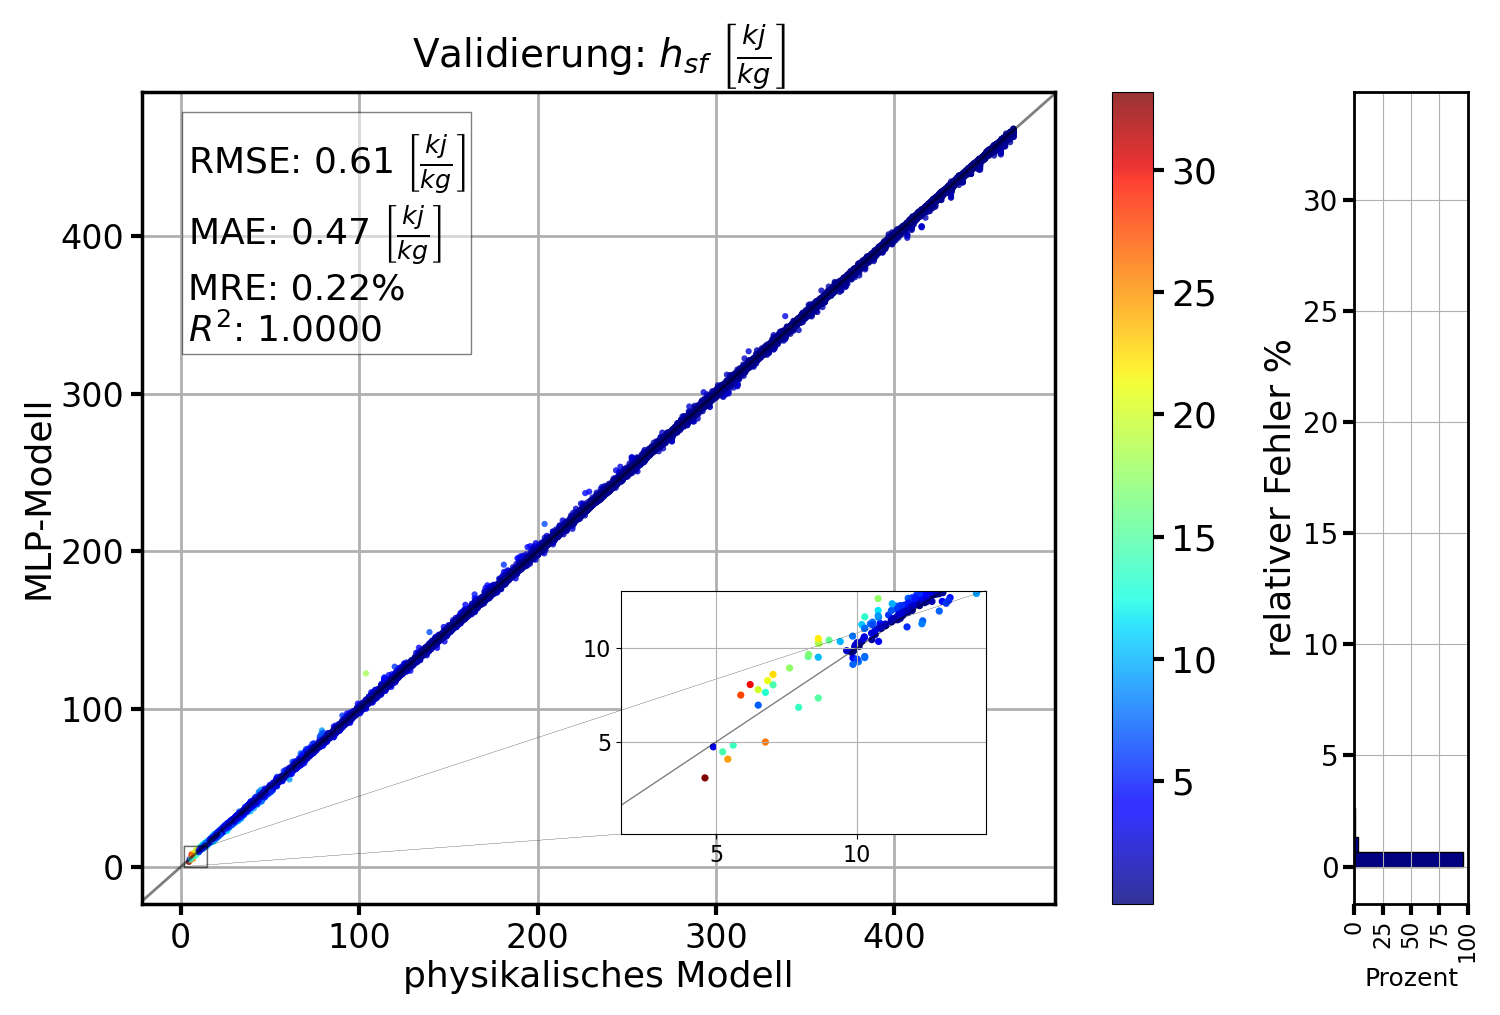 Validierung: $h_{sf}$ $\left[\frac{kj}{kg}\right]$
RMSE: 0.61 $\left[\frac{kj}{kg}\right]$
MAE: 0.47 $\left[\frac{kj}{kg}\right]$
MRE: 0.22%
$R^2$: 1.0000
MLP-Modell
400
300
200
100
0
0 100 200 300 400
physikalisches Modell
10
5
5 10
30
25
20
15
10
5
relativer Fehler %
30
25
20
15
10
5
0
0 25 50 75 100
Prozent